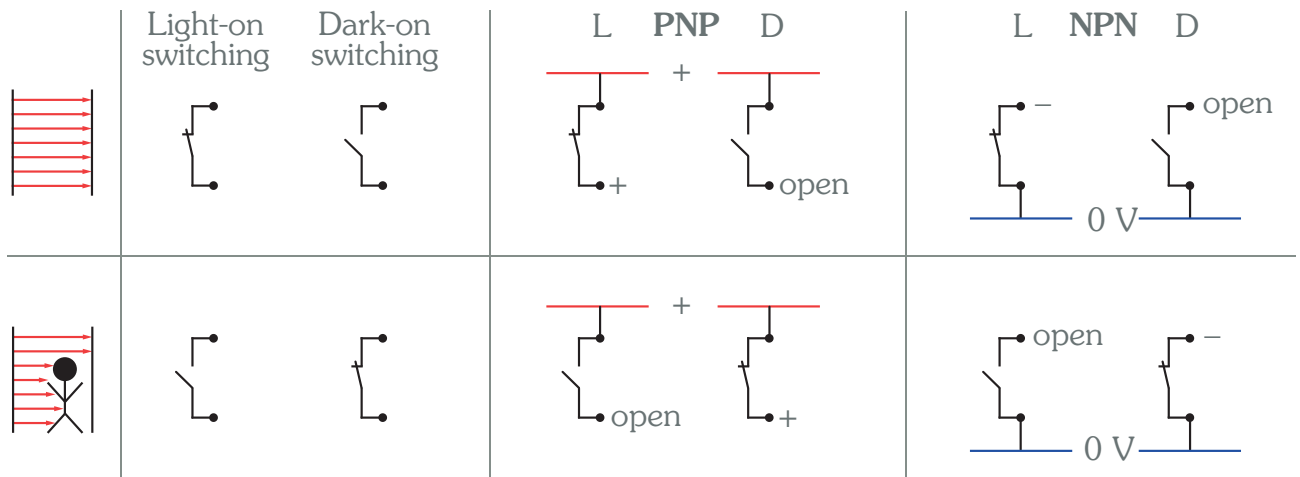 Light-on
switching
Dark-on
switching
L PNP D
L NPN D
+
+
open
–
open
0 V
+
open
+
open
–
0 V